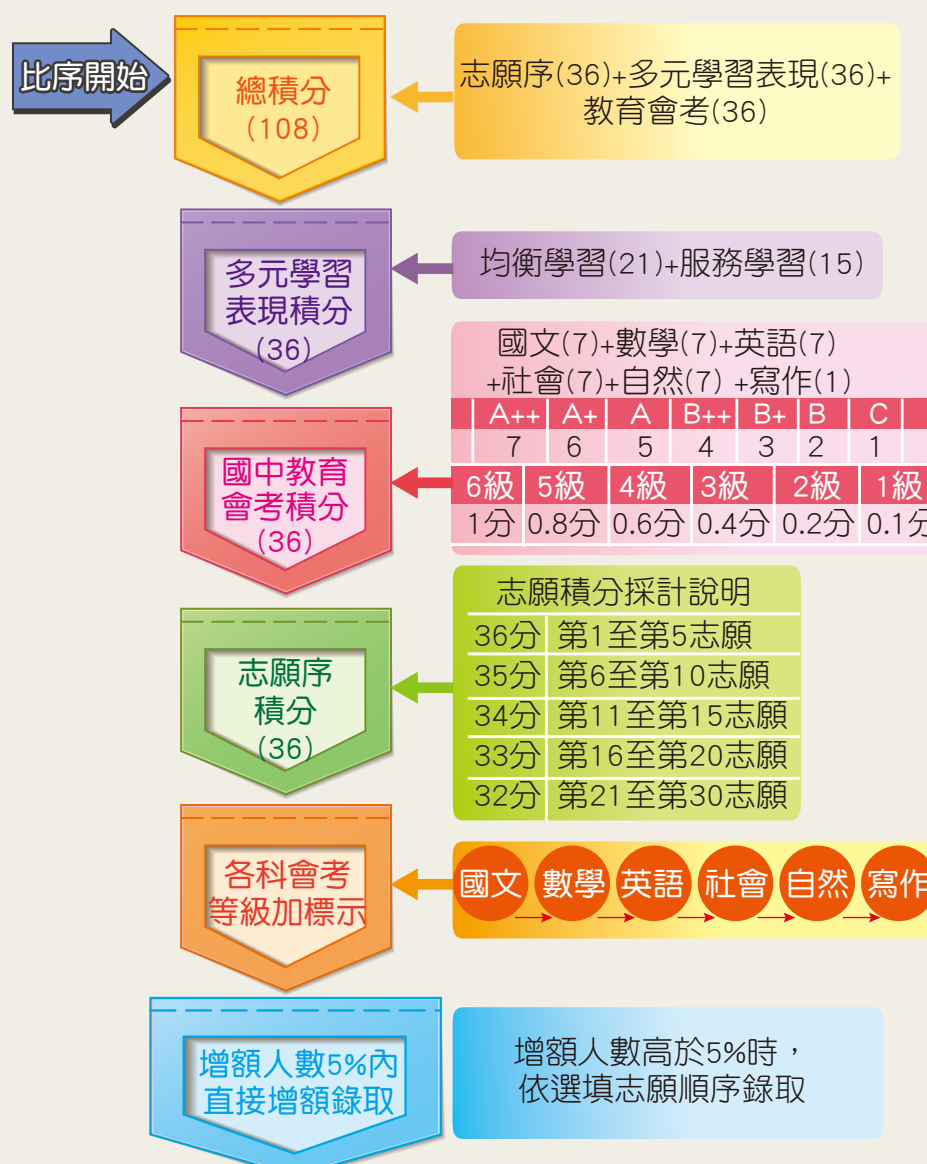 比序開始
總積分
(108)
志願序(36)+多元學習表現(36)+
教育會考(36)
多元學習
表現積分
(36)
均衡學習(21)+服務學習(15)
國中教育
會考積分
(36)
國文(7)+數學(7)+英語(7)
+社會(7)+自然(7) +寫作(1)
A++ A+ A B++ B+ B C
7 6 5 4 3 2 1
6級 5級 4級 3級 2級 1級
1分 0.8分 0.6分 0.4分 0.2分 0.1分
志願序
積分
(36)
志願積分採計說明
36分 第1至第5志願
35分 第6至第10志願
34分 第11至第15志願
33分 第16至第20志願
32分 第21至第30志願
各科會考
等級加標示
國文 數學 英語 社會 自然 寫作
增額人數5%內
直接增額錄取
增額人數高於5%時，
依選填志願順序錄取